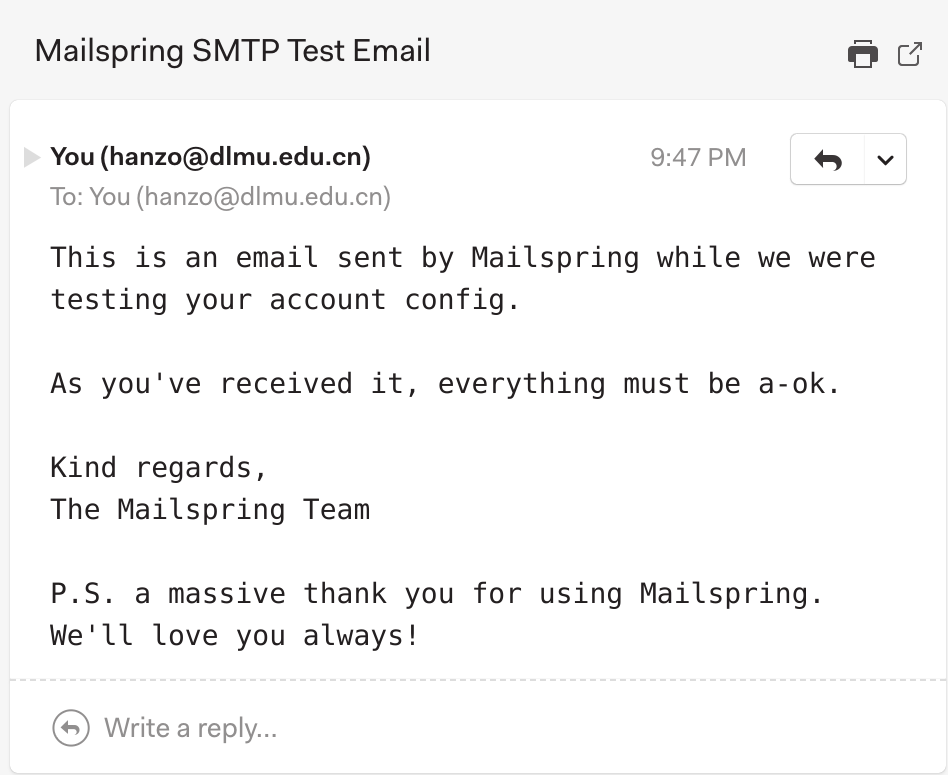 Mailspring SMTP Test Email
You (hanzo@dlmu.edu.cn)
9:47 PM
To: You (hanzo@dlmu.edu.cn)
This is an email sent by Mailspring while we were
testing your account config.
As you've received it, everything must be a-ok.
Kind regards,
The Mailspring Team
P.S. a massive thank you for using Mailspring.
We'll love you always!
Write a reply...